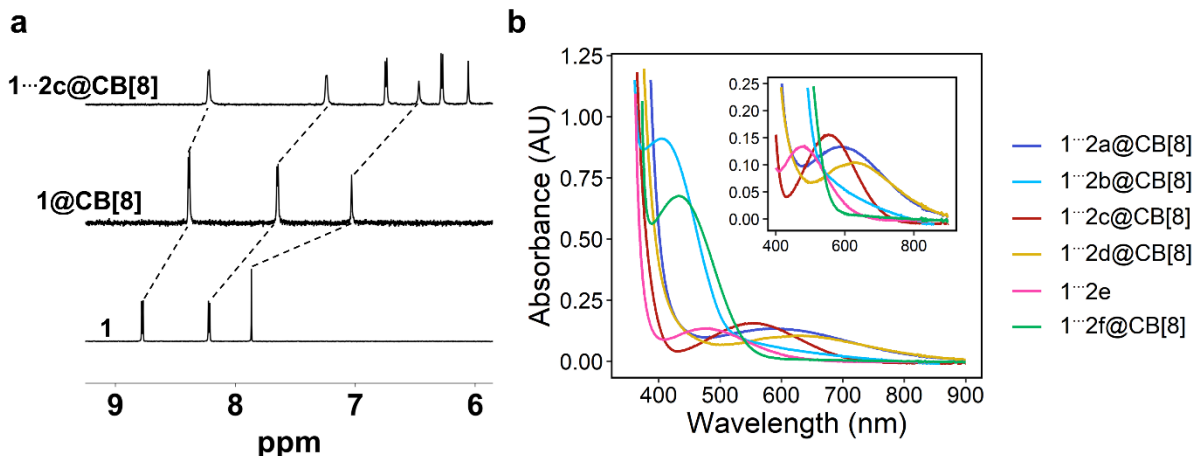 a
1···2c@CB[8]
1@CB[8]
1
9 8 7 6
ppm
b
1.25
1.00
0.75
0.50
0.25
0.00
400 500 600 700 800 900
Wavelength (nm)
Absorbance (AU)
0.25
0.20
0.15
0.10
0.05
0.00
400 600 800
1···2a@CB[8]
1···2b@CB[8]
1···2c@CB[8]
1···2d@CB[8]
1···2e
1···2f@CB[8]